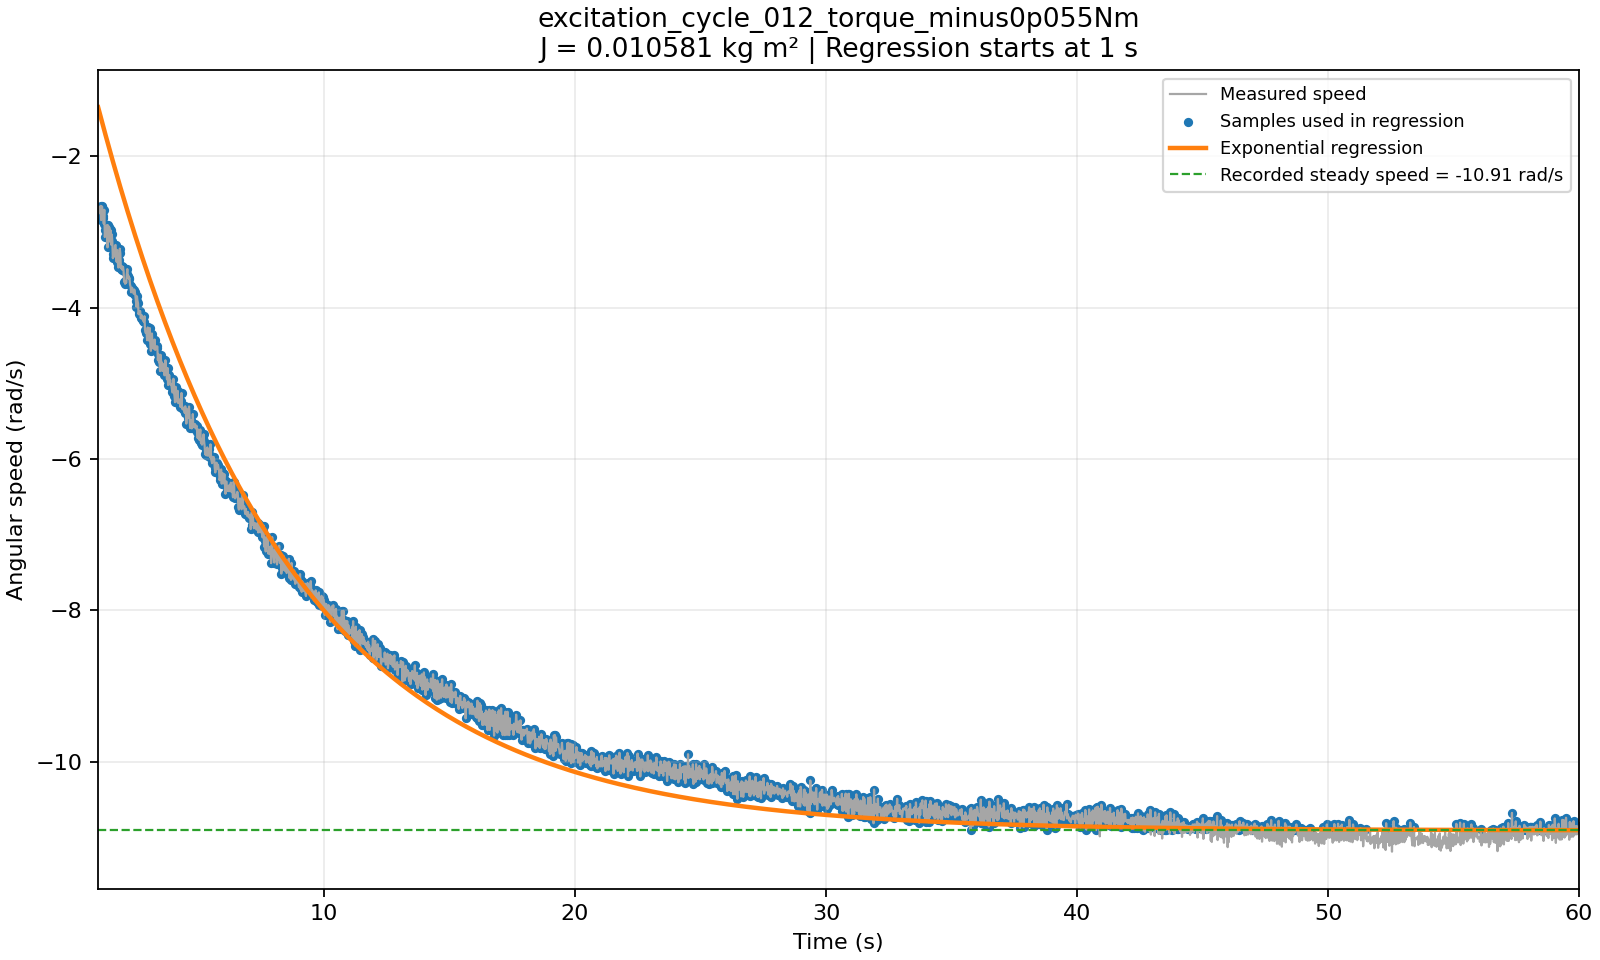 excitation_cycle_012_torque_minus0p055Nm
J = 0.010581 kg m² | Regression starts at 1 s
Measured speed
Samples used in regression
Exponential regression
Recorded steady speed = -10.91 rad/s
Angular speed (rad/s)
−2
−4
−6
−8
−10
10
20
30
40
50
60
Time (s)